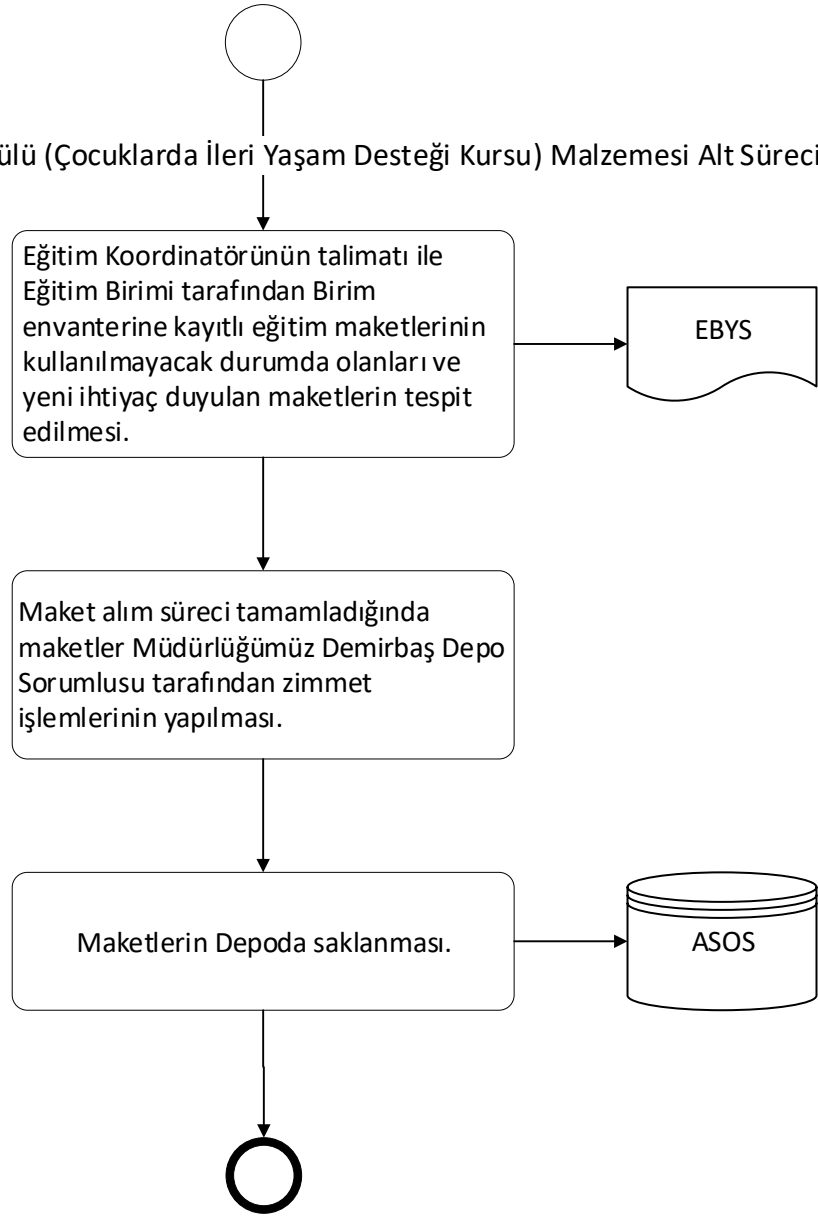 (Çocuklarda İleri Yaşam Desteği Kursu) Malzemesi Alt Süreci
Eğitim Koordinatörünün talimatı ile
Eğitim Birimi tarafından Birim
envanterine kayıtlı eğitim maketlerinin
kullanılmayacak durumda olanları ve
yeni ihtiyaç duyulan maketlerin tespit
edilmesi.
EBYS
Maket alım süreci tamamladığında
maketler Müdürlüğümüz Demirbaş Depo
Sorumlusu tarafından zimmet
işlemlerinin yapılması.
Maketlerin Depoda saklanması.
ASOS